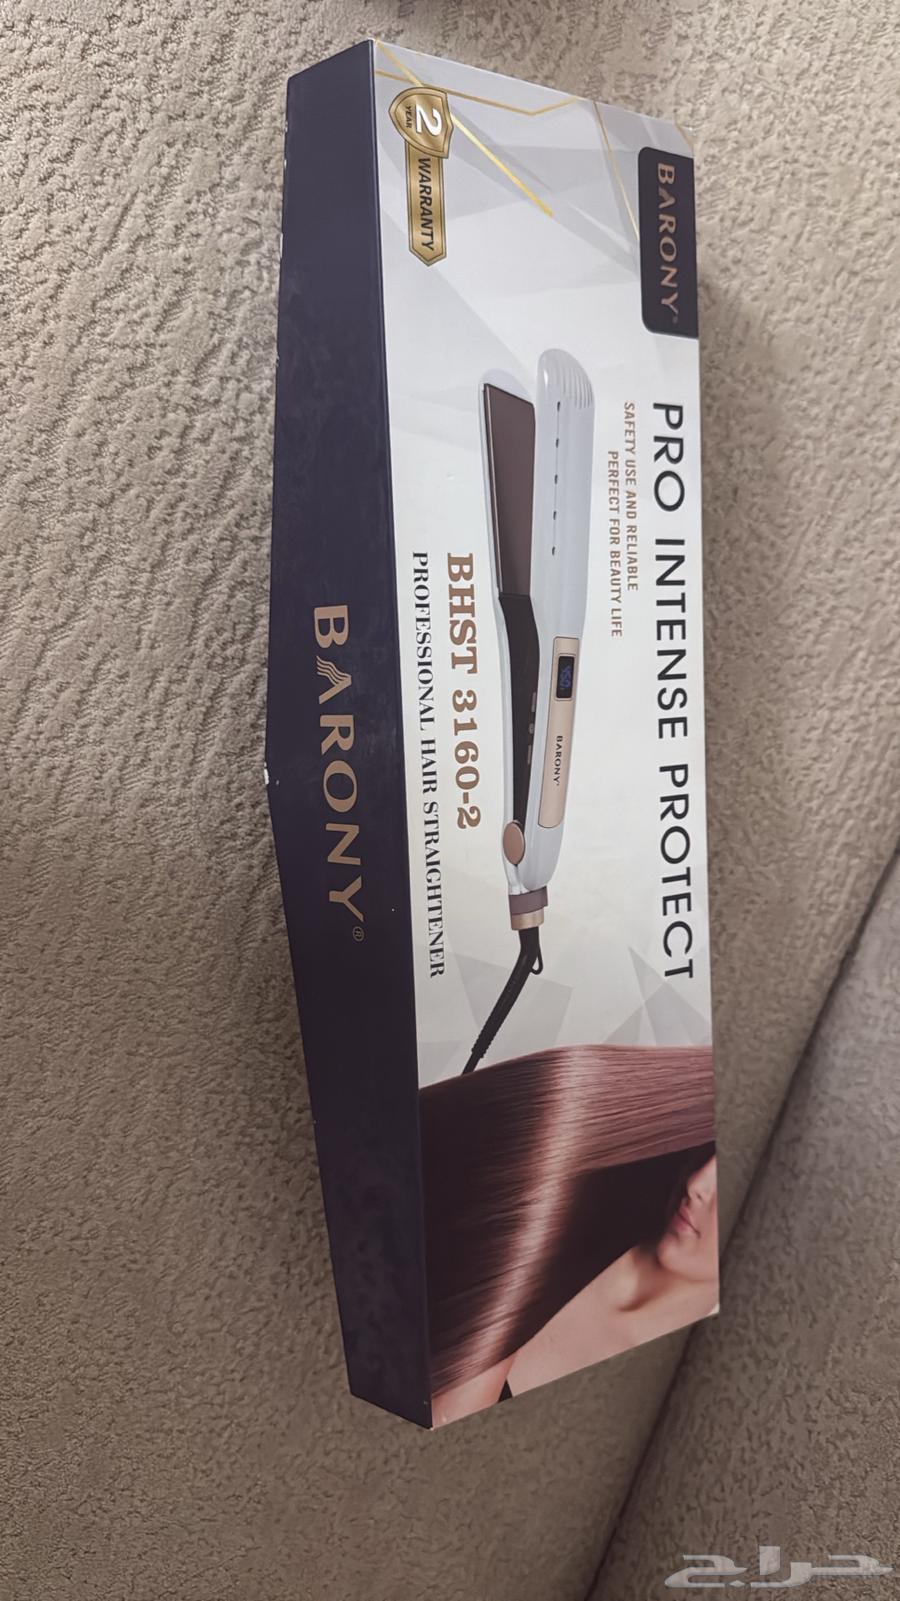 BARONY®
2
YEAR
WARRANTY
PRO INTENSE PROTECT
SAFETY USE AND RELIABLE
PERFECT FOR BEAUTY LIFE
450
BARONY®
BHST 3160-2
PROFESSIONAL HAIR STRAIGHTENER
BARONY®
حراج